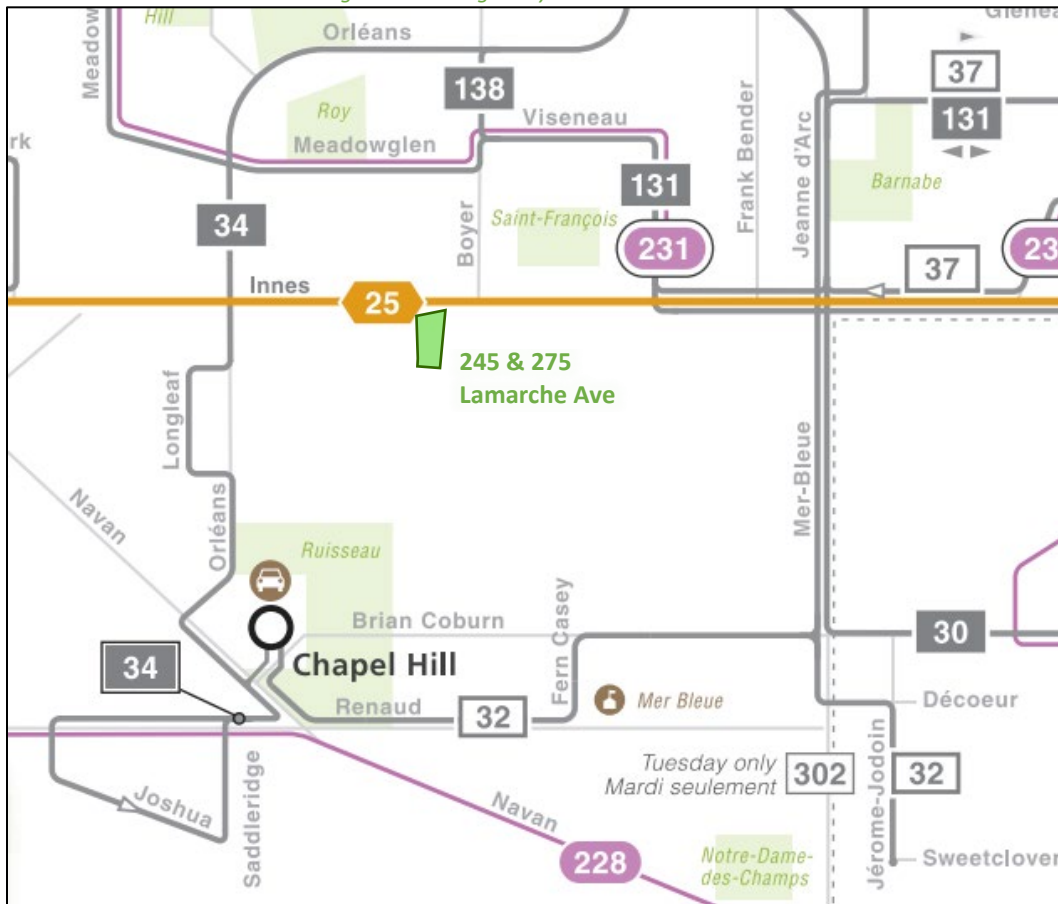 Hill
Orléans
Meadow
138
Roy
Meadowglen
Viseneau
37
131
Frank Bender
Jeanne d'Arc
Barnabe
rk
34
Boyer
Saint-François
131
231
37
23
Innes
25
245 & 275
Lamarche Ave
Longleaf
Navan
Orléans
Mer-Bleue
Ruisseau
Brian Coburn
Fern Casey
30
Chapel Hill
34
Renaud
32
Mer Bleue
Décoeur
Tuesday only
Mardi seulement
302
32
Jérome-Jodoin
Joshua
Saddleridge
Navan
228
Notre-Dame-
des-Champs
Sweetclover